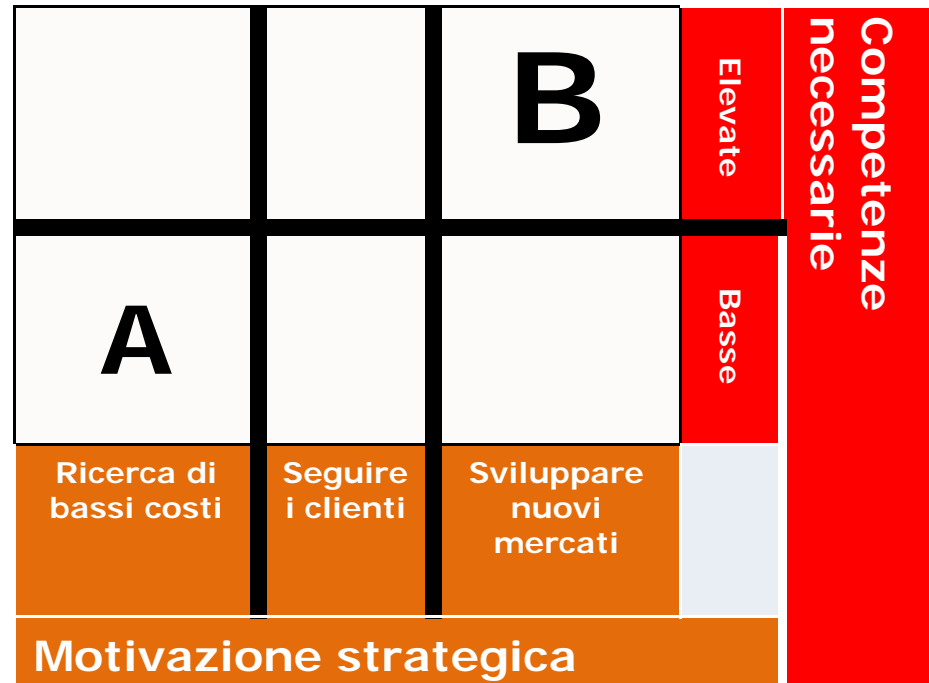 B
Elevate
Competenze
necessarie
A
Basse
Ricerca di
bassi costi
Seguire
i clienti
Sviluppare
nuovi
mercati
Motivazione strategica